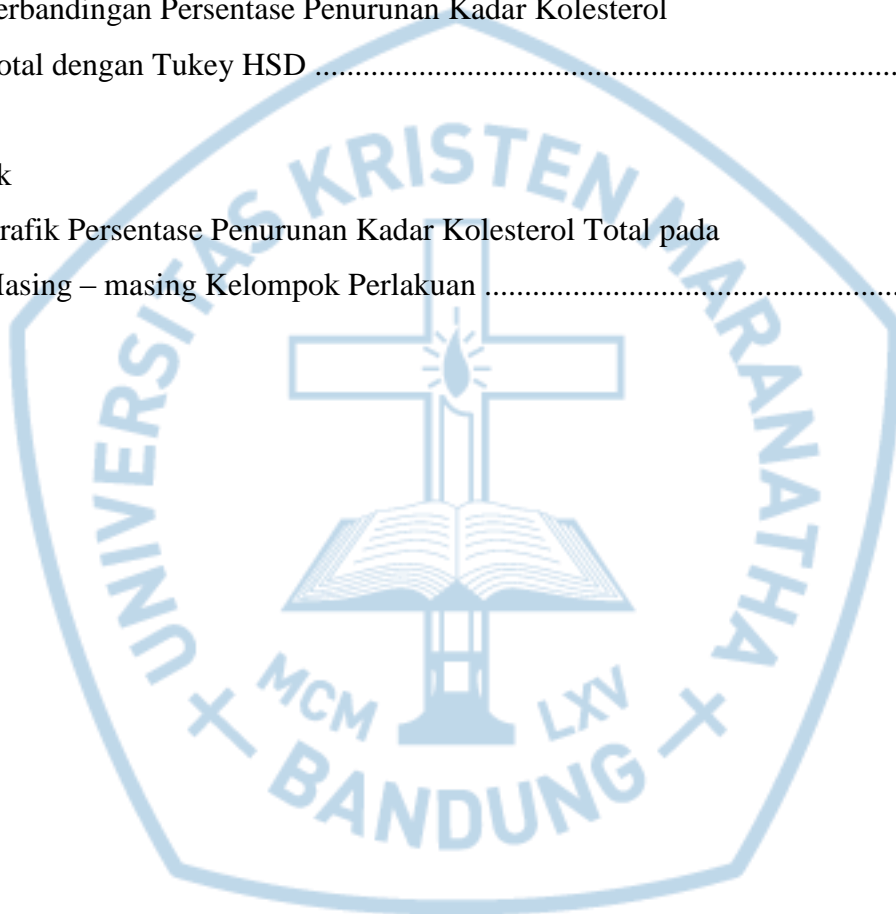 erbandingan Persentase Penurunan Kadar Kolesterol
otal dengan Tukey HSD ........................................................................
k
rafik Persentase Penurunan Kadar Kolesterol Total pada
Masing – masing Kelompok Perlakuan ...................................................
UNIVERSITAS KRISTEN MARANATHA
MCM LXV
BANDUNG